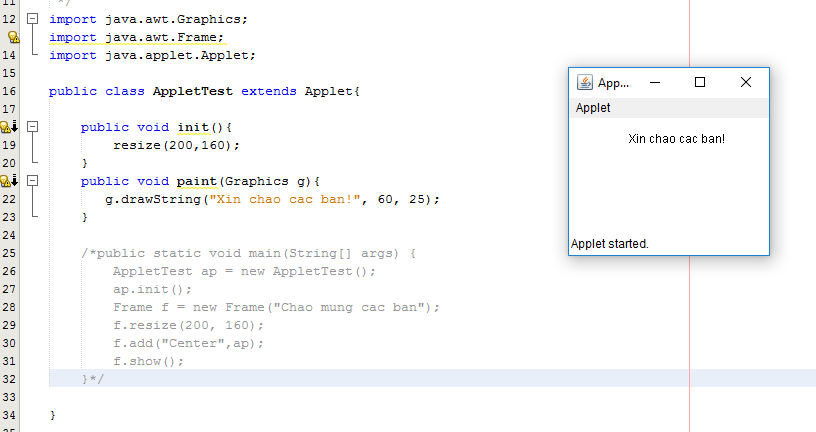 11 */
12 import java.awt.Graphics;
import java.awt.Frame;
14 import java.applet.Applet;
15
16 public class AppletTest extends Applet{
17
public void init(){
19 resize(200,160);
20 }
public void paint(Graphics g){
22 g.drawString("Xin chao cac ban!", 60, 25);
23 }
24
25 /*public static void main(String[] args) {
26 AppletTest ap = new AppletTest();
27 ap.init();
28 Frame f = new Frame("Chao mung cac ban");
29 f.resize(200, 160);
30 f.add("Center",ap);
31 f.show();
32 }*/
33
34 }
App...
Applet
Xin chao cac ban!
Applet started.